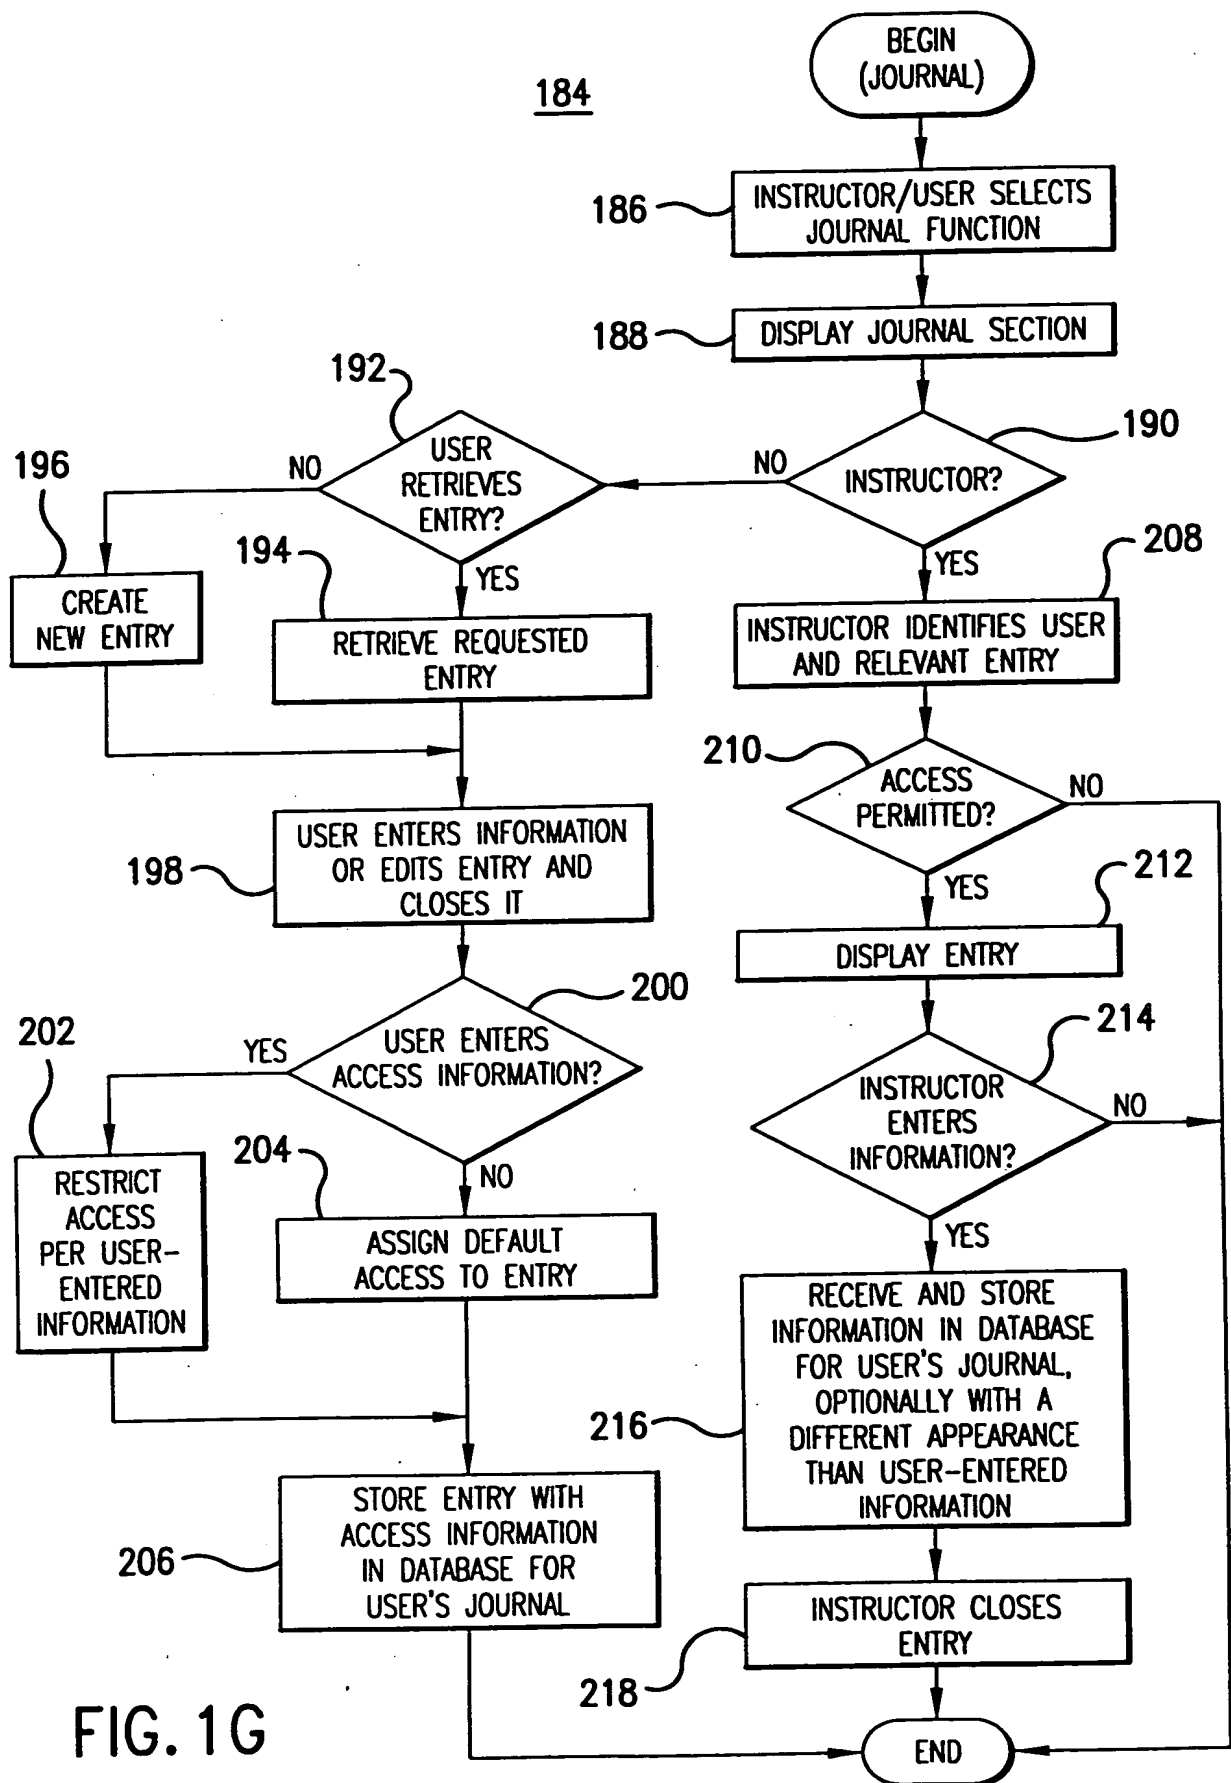 184
BEGIN
(JOURNAL)
186
INSTRUCTOR/USER SELECTS
JOURNAL FUNCTION
188
DISPLAY JOURNAL SECTION
190
INSTRUCTOR?
NO
YES
192
USER
RETRIEVES
ENTRY?
NO
YES
196
CREATE
NEW ENTRY
194
RETRIEVE REQUESTED
ENTRY
198
USER ENTERS INFORMATION
OR EDITS ENTRY AND
CLOSES IT
200
USER ENTERS
ACCESS INFORMATION?
YES
NO
202
RESTRICT
ACCESS
PER USER-
ENTERED
INFORMATION
204
ASSIGN DEFAULT
ACCESS TO ENTRY
206
STORE ENTRY WITH
ACCESS INFORMATION
IN DATABASE FOR
USER'S JOURNAL
208
INSTRUCTOR IDENTIFIES USER
AND RELEVANT ENTRY
210
ACCESS
PERMITTED?
NO
YES
212
DISPLAY ENTRY
214
INSTRUCTOR
ENTERS
INFORMATION?
NO
YES
216
RECEIVE AND STORE
INFORMATION IN DATABASE
FOR USER'S JOURNAL,
OPTIONALLY WITH A
DIFFERENT APPEARANCE
THAN USER-ENTERED
INFORMATION
218
INSTRUCTOR CLOSES
ENTRY
END
FIG. 1G